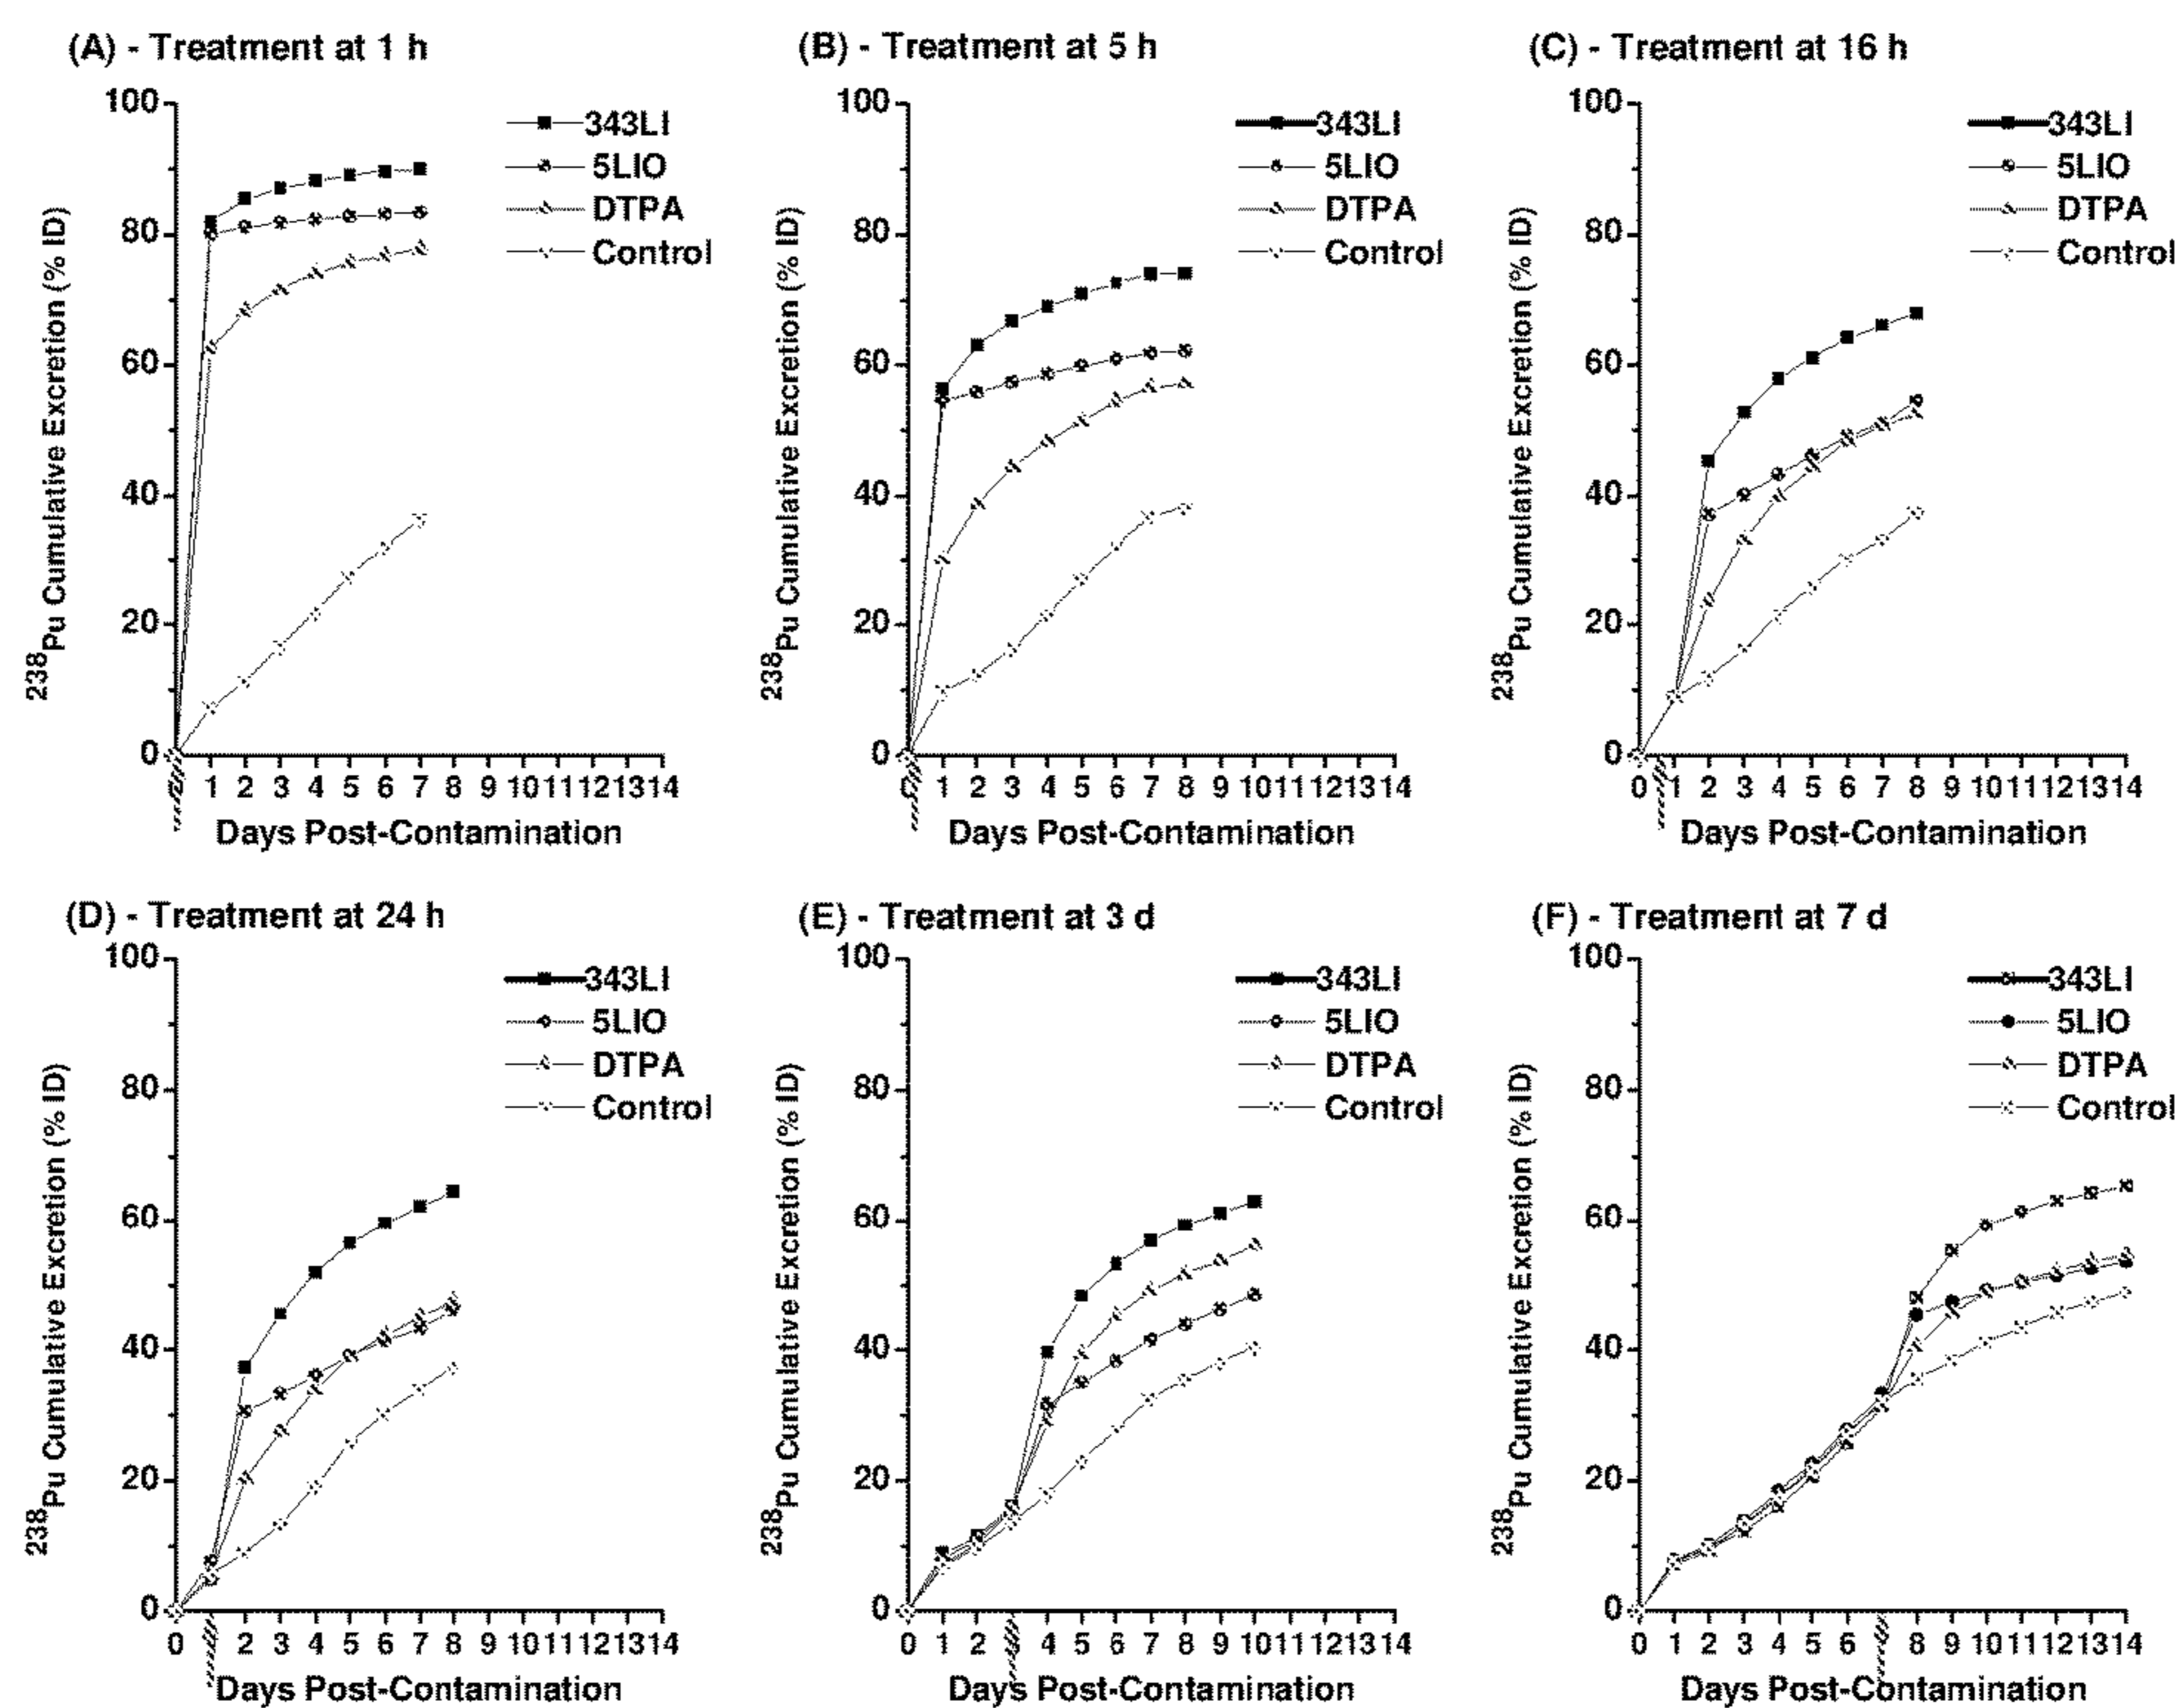 (A) - Treatment at 1 h
100
80
60
40
20
0
343LI
5LIO
DTPA
Control
238Pu Cumulative Excretion (% ID)
0 1 2 3 4 5 6 7 8 9 10 11 12 13 14
Days Post-Contamination
(B) - Treatment at 5 h
100
80
60
40
20
0
343LI
5LIO
DTPA
Control
238Pu Cumulative Excretion (% ID)
0 1 2 3 4 5 6 7 8 9 10 11 12 13 14
Days Post-Contamination
(C) - Treatment at 16 h
100
80
60
40
20
0
343LI
5LIO
DTPA
Control
238Pu Cumulative Excretion (% ID)
0 1 2 3 4 5 6 7 8 9 10 11 12 13 14
Days Post-Contamination
(D) - Treatment at 24 h
100
80
60
40
20
0
343LI
5LIO
DTPA
Control
238Pu Cumulative Excretion (% ID)
0 1 2 3 4 5 6 7 8 9 10 11 12 13 14
Days Post-Contamination
(E) - Treatment at 3 d
100
80
60
40
20
0
343LI
5LIO
DTPA
Control
238Pu Cumulative Excretion (% ID)
0 1 2 3 4 5 6 7 8 9 10 11 12 13 14
Days Post-Contamination
(F) - Treatment at 7 d
100
80
60
40
20
0
343LI
5LIO
DTPA
Control
238Pu Cumulative Excretion (% ID)
0 1 2 3 4 5 6 7 8 9 10 11 12 13 14
Days Post-Contamination